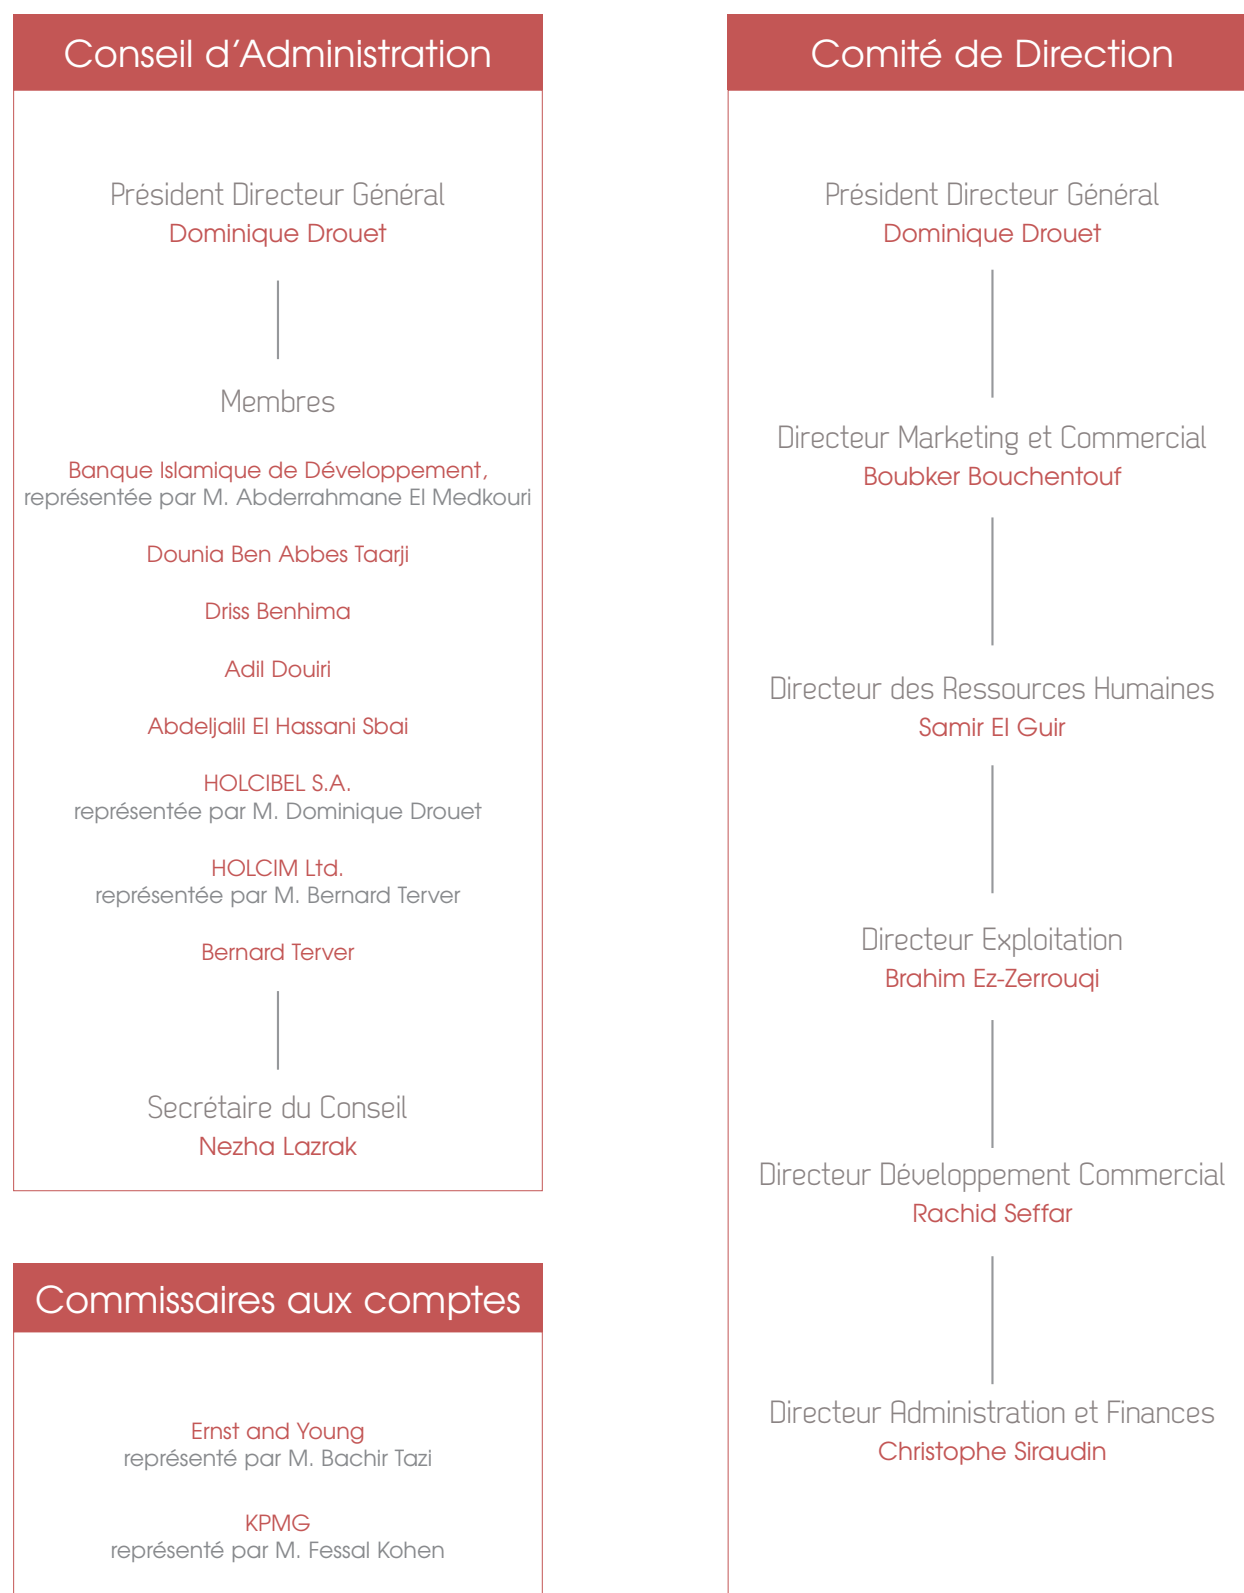 Conseil d'Administration
Président Directeur Général
Dominique Drouet
Membres
Banque Islamique de Développement,
représentée par M. Abderrahmane El Medkouri
Dounia Ben Abbes Taarji
Driss Benhima
Adil Douiri
Abdeljalil El Hassani Sbai
HOLCIBEL S.A.
représentée par M. Dominique Drouet
HOLCIM Ltd.
représentée par M. Bernard Terver
Bernard Terver
Secrétaire du Conseil
Nezha Lazrak
Commissaires aux comptes
Ernst and Young
représenté par M. Bachir Tazi
KPMG
représenté par M. Fessal Kohen
Comité de Direction
Président Directeur Général
Dominique Drouet
Directeur Marketing et Commercial
Boubker Bouchentouf
Directeur des Ressources Humaines
Samir El Guir
Directeur Exploitation
Brahim Ez-Zerrouqi
Directeur Développement Commercial
Rachid Seffar
Directeur Administration et Finances
Christophe Siraudin